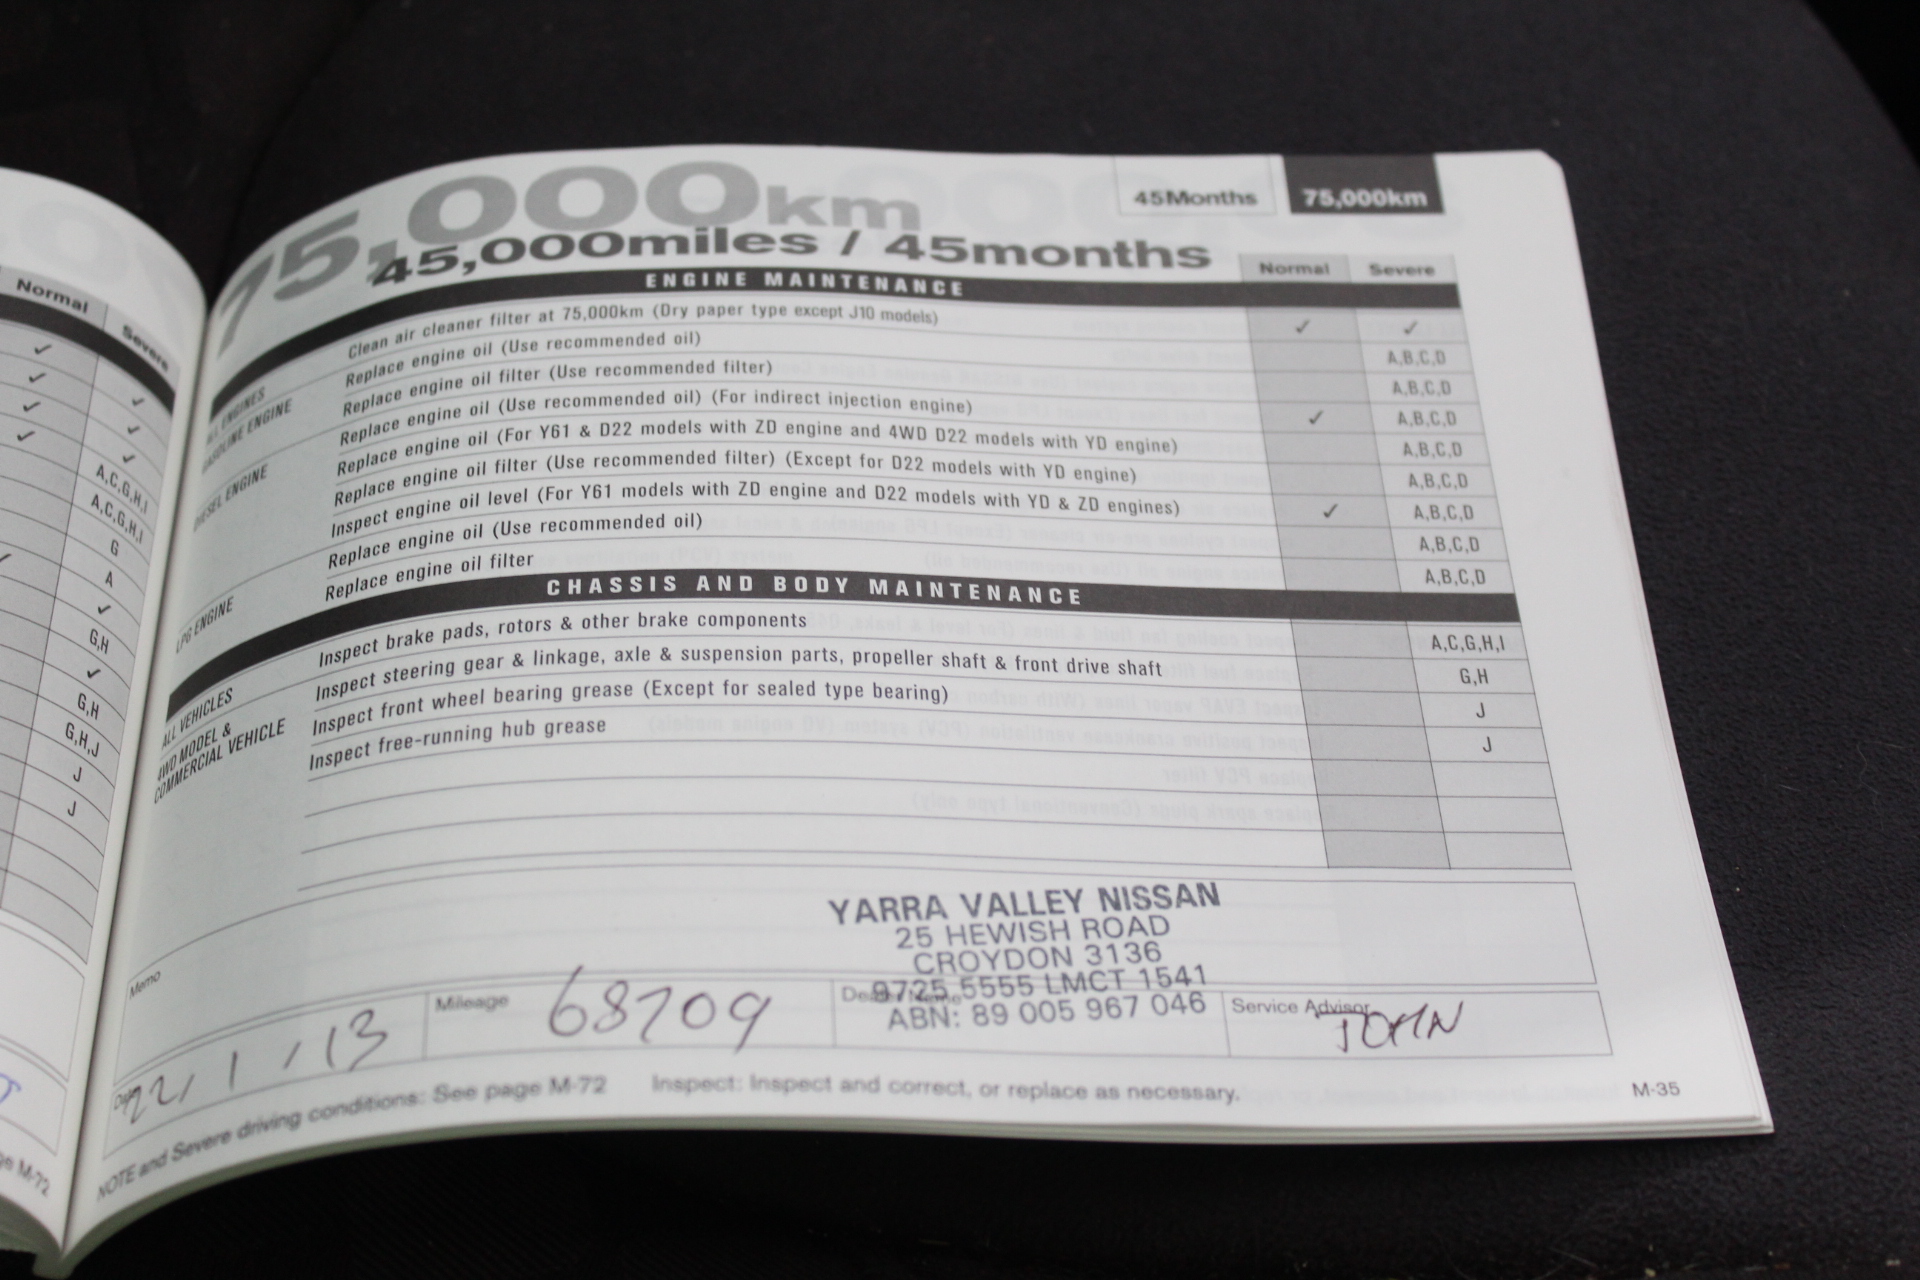 Normal Severe
✓
✓ ✓
✓ ✓
✓ ✓
A,C,G,H,I
A,C,G,H,I
G
A
✓
G,H
✓
G,H
G,H,J
J
J
M-72
75,000km
45,000miles / 45months
45Months 75,000km
Normal Severe
ENGINE MAINTENANCE
ALL ENGINES Clean air cleaner filter at 75,000km (Dry paper type except J10 models) ✓ ✓
GASOLINE ENGINE Replace engine oil (Use recommended oil) A,B,C,D
Replace engine oil filter (Use recommended filter) A,B,C,D
DIESEL ENGINE Replace engine oil (Use recommended oil) (For indirect injection engine) ✓ A,B,C,D
Replace engine oil (For Y61 & D22 models with ZD engine and 4WD D22 models with YD engine) A,B,C,D
Replace engine oil filter (Use recommended filter) (Except for D22 models with YD engine) A,B,C,D
Inspect engine oil level (For Y61 models with ZD engine and D22 models with YD & ZD engines) ✓ A,B,C,D
LPG ENGINE Replace engine oil (Use recommended oil) A,B,C,D
Replace engine oil filter A,B,C,D
CHASSIS AND BODY MAINTENANCE
ALL VEHICLES Inspect brake pads, rotors & other brake components A,C,G,H,I
Inspect steering gear & linkage, axle & suspension parts, propeller shaft & front drive shaft G,H
4WD MODEL & COMMERCIAL VEHICLE Inspect front wheel bearing grease (Except for sealed type bearing) J
Inspect free-running hub grease J
Memo
YARRA VALLEY NISSAN
25 HEWISH ROAD
CROYDON 3136
9725 5555 LMCT 1541
ABN: 89 005 967 046
Date 22/1/13 Mileage 68709 Dealer Name Service Advisor JOHN
NOTE and Severe driving conditions: See page M-72 Inspect: Inspect and correct, or replace as necessary.
M-35